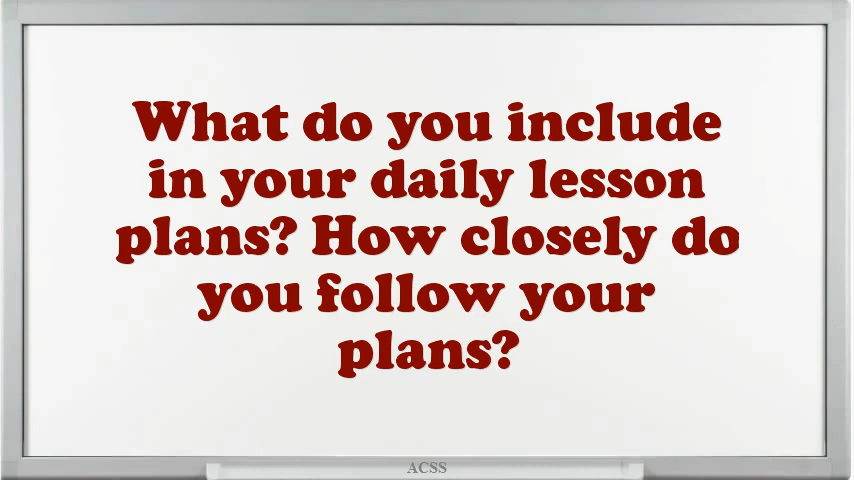 What do you include
in your daily lesson
plans? How closely do
you follow your
plans?
ACSS